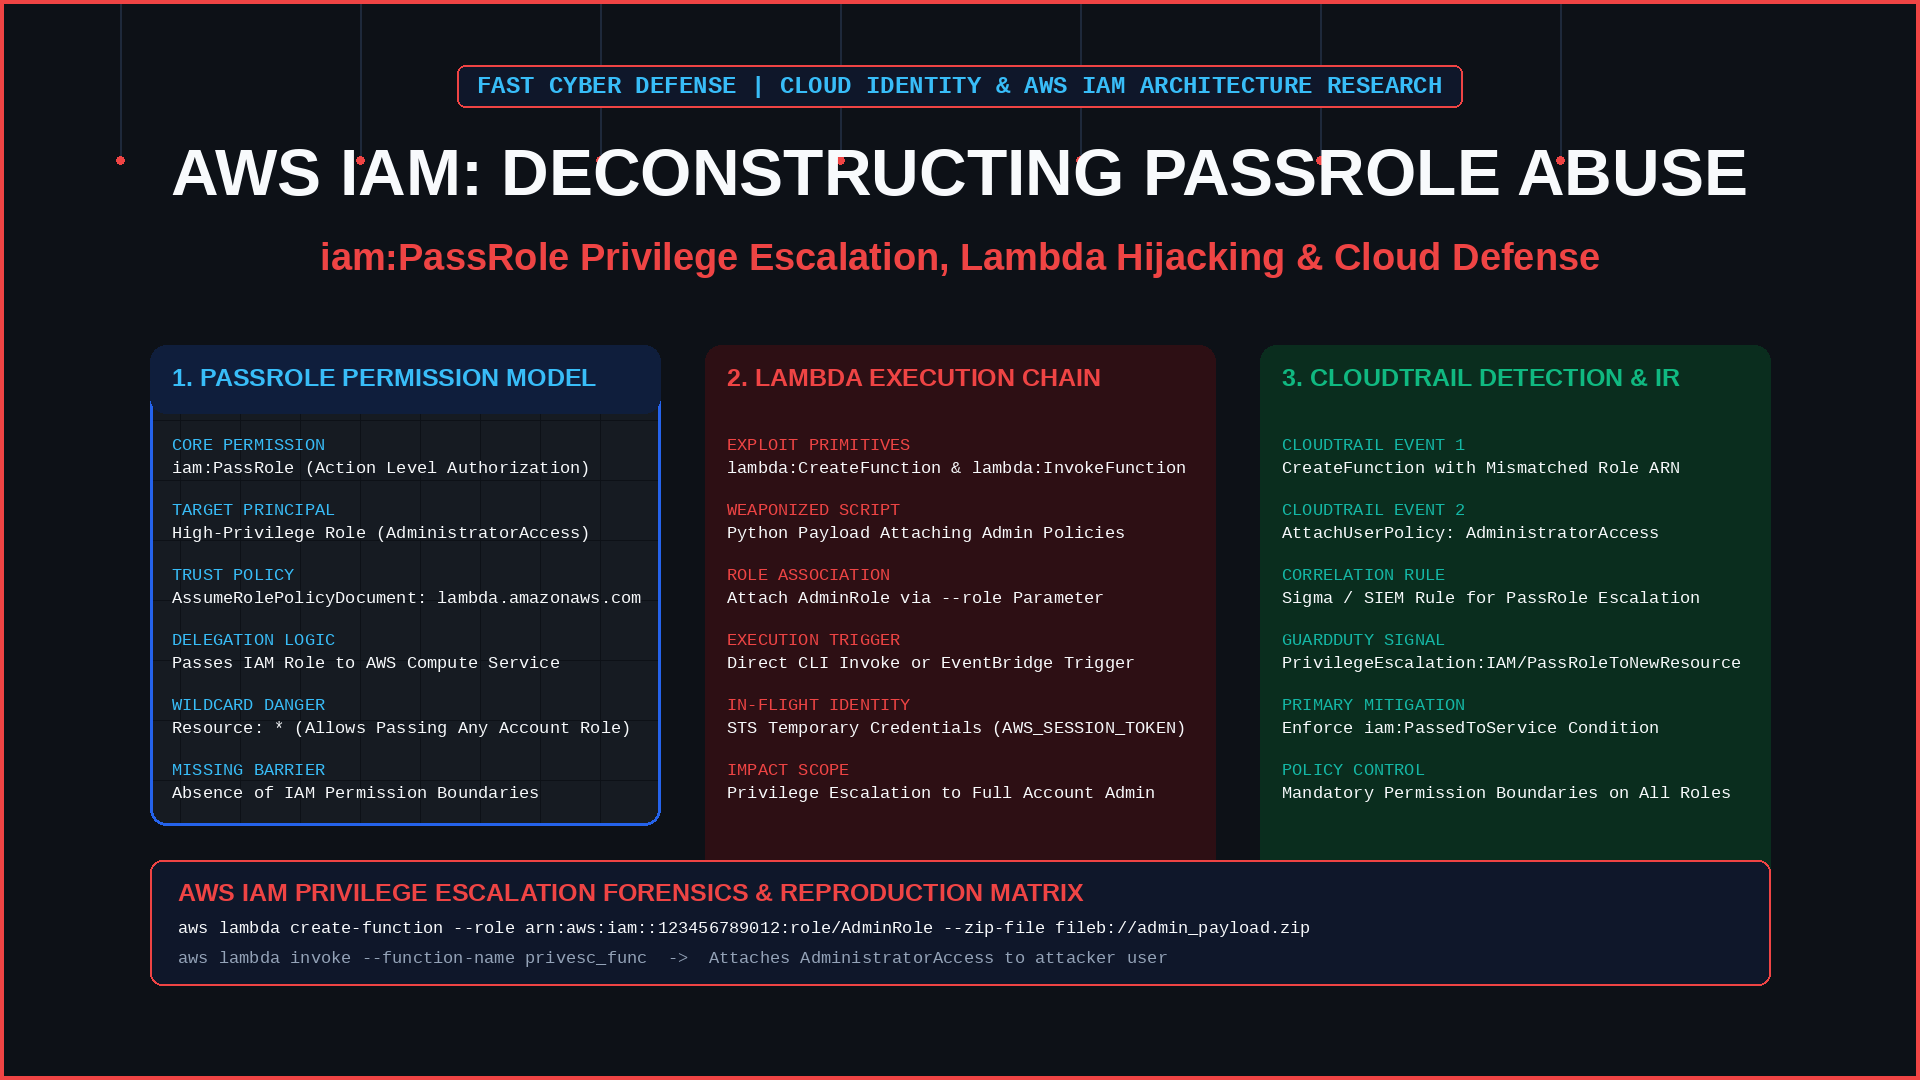 FAST CYBER DEFENSE | CLOUD IDENTITY & AWS IAM ARCHITECTURE RESEARCH
AWS IAM: DECONSTRUCTING PASSROLE ABUSE
iam:PassRole Privilege Escalation, Lambda Hijacking & Cloud Defense
1. PASSROLE PERMISSION MODEL
CORE PERMISSION
iam:PassRole (Action Level Authorization)
TARGET PRINCIPAL
High-Privilege Role (AdministratorAccess)
TRUST POLICY
AssumeRolePolicyDocument: lambda.amazonaws.com
DELEGATION LOGIC
Passes IAM Role to AWS Compute Service
WILDCARD DANGER
Resource: * (Allows Passing Any Account Role)
MISSING BARRIER
Absence of IAM Permission Boundaries
2. LAMBDA EXECUTION CHAIN
EXPLOIT PRIMITIVES
lambda:CreateFunction & lambda:InvokeFunction
WEAPONIZED SCRIPT
Python Payload Attaching Admin Policies
ROLE ASSOCIATION
Attach AdminRole via --role Parameter
EXECUTION TRIGGER
Direct CLI Invoke or EventBridge Trigger
IN-FLIGHT IDENTITY
STS Temporary Credentials (AWS_SESSION_TOKEN)
IMPACT SCOPE
Privilege Escalation to Full Account Admin
3. CLOUDTRAIL DETECTION & IR
CLOUDTRAIL EVENT 1
CreateFunction with Mismatched Role ARN
CLOUDTRAIL EVENT 2
AttachUserPolicy: AdministratorAccess
CORRELATION RULE
Sigma / SIEM Rule for PassRole Escalation
GUARDDUTY SIGNAL
PrivilegeEscalation:IAM/PassRoleToNewResource
PRIMARY MITIGATION
Enforce iam:PassedToService Condition
POLICY CONTROL
Mandatory Permission Boundaries on All Roles
AWS IAM PRIVILEGE ESCALATION FORENSICS & REPRODUCTION MATRIX
aws lambda create-function --role arn:aws:iam::123456789012:role/AdminRole --zip-file fileb://admin_payload.zip
aws lambda invoke --function-name privesc_func  ->  Attaches AdministratorAccess to attacker user